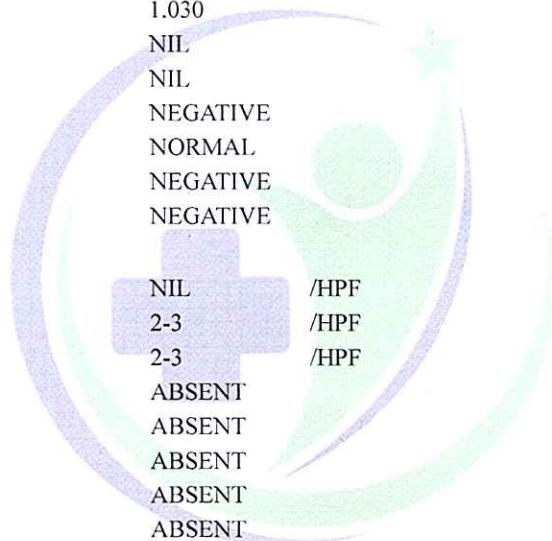 1.030
NIL
NIL
NEGATIVE
NORMAL
NEGATIVE
NEGATIVE
NIL /HPF
2-3 /HPF
2-3 /HPF
ABSENT
ABSENT
ABSENT
ABSENT
ABSENT